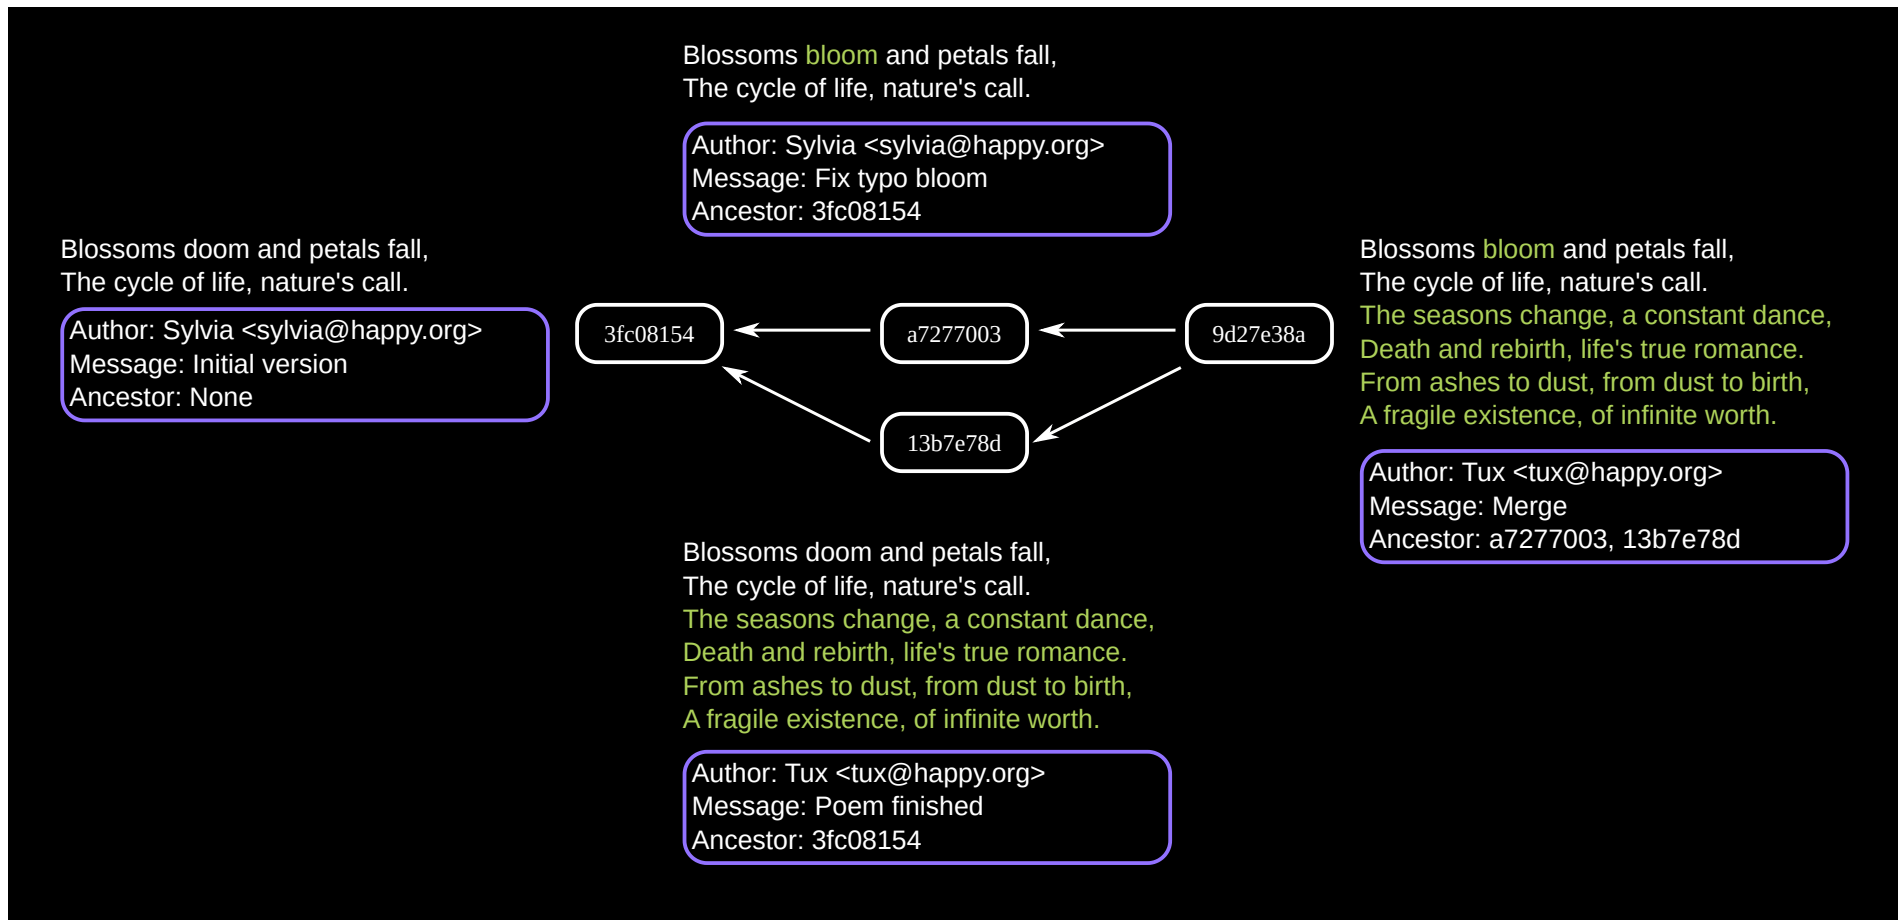 Blossoms bloom and petals fall,
The cycle of life, nature's call.
Author: Sylvia <sylvia@happy.org>
Message: Fix typo bloom
Ancestor: 3fc08154
Blossoms doom and petals fall,
The cycle of life, nature's call.
Author: Sylvia <sylvia@happy.org>
Message: Initial version
Ancestor: None
3fc08154
a7277003
9d27e38a
13b7e78d
Blossoms bloom and petals fall,
The cycle of life, nature's call.
The seasons change, a constant dance,
Death and rebirth, life's true romance.
From ashes to dust, from dust to birth,
A fragile existence, of infinite worth.
Author: Tux <tux@happy.org>
Message: Merge
Ancestor: a7277003, 13b7e78d
Blossoms doom and petals fall,
The cycle of life, nature's call.
The seasons change, a constant dance,
Death and rebirth, life's true romance.
From ashes to dust, from dust to birth,
A fragile existence, of infinite worth.
Author: Tux <tux@happy.org>
Message: Poem finished
Ancestor: 3fc08154